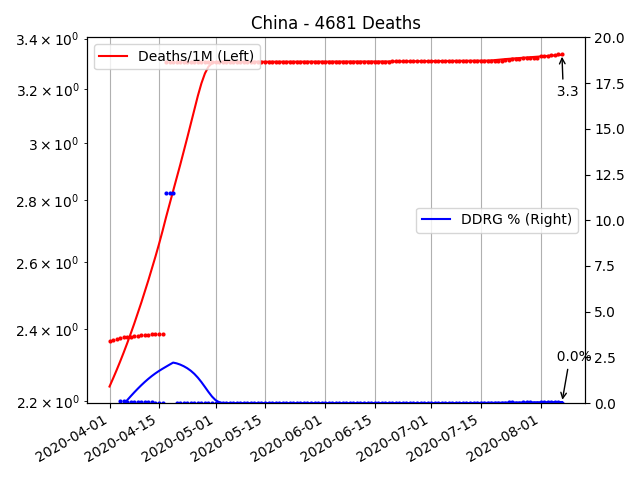 China - 4681 Deaths
3.4 × 10⁰
3.2 × 10⁰
3 × 10⁰
2.8 × 10⁰
2.6 × 10⁰
2.4 × 10⁰
2.2 × 10⁰
Deaths/1M (Left)
DDRG % (Right)
3.3
0.0%
20.0
17.5
15.0
12.5
10.0
7.5
5.0
2.5
0.0
2020-04-01
2020-04-15
2020-05-01
2020-05-15
2020-06-01
2020-06-15
2020-07-01
2020-07-15
2020-08-01